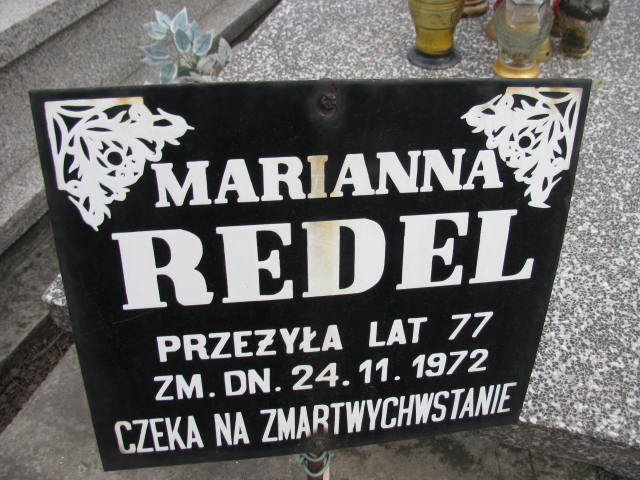 MARIANNA
REDEL
PRZEŻYŁA LAT 77
ZM. DN. 24. 11. 1972
CZEKA NA ZMARTWYCHWSTANIE